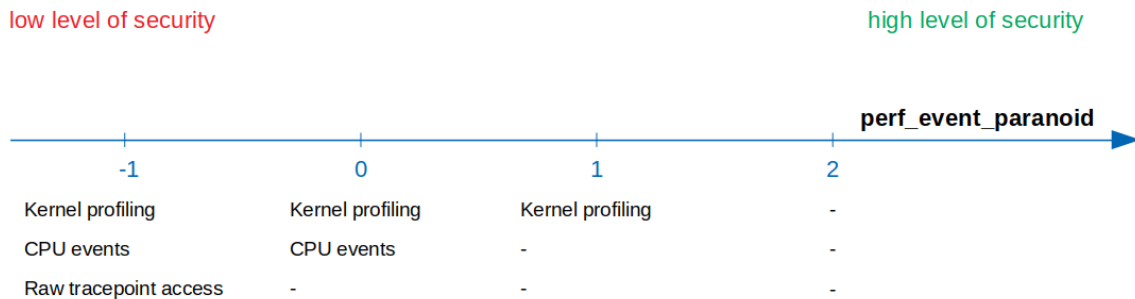 low level of security high level of security
perf_event_paranoid
-1 0 1 2
Kernel profiling Kernel profiling Kernel profiling -
CPU events CPU events - -
Raw tracepoint access - - -